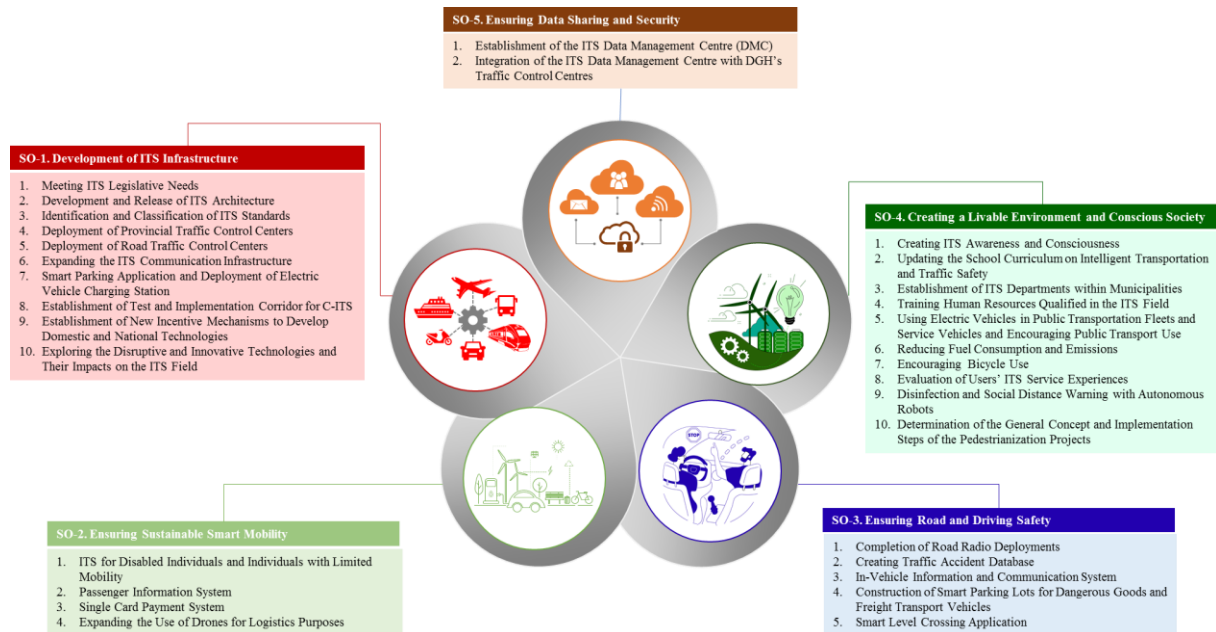 SO-5. Ensuring Data Sharing and Security
1. Establishment of the ITS Data Management Centre (DMC)
2. Integration of the ITS Data Management Centre with DGH's
Traffic Control Centres
SO-1. Development of ITS Infrastructure
1. Meeting ITS Legislative Needs
2. Development and Release of ITS Architecture
3. Identification and Classification of ITS Standards
4. Deployment of Provincial Traffic Control Centers
5. Deployment of Road Traffic Control Centers
6. Expanding the ITS Communication Infrastructure
7. Smart Parking Application and Deployment of Electric
Vehicle Charging Station
8. Establishment of Test and Implementation Corridor for C-ITS
9. Establishment of New Incentive Mechanisms to Develop
Domestic and National Technologies
10. Exploring the Disruptive and Innovative Technologies and
Their Impacts on the ITS Field
SO-4. Creating a Livable Environment and Conscious Society
1. Creating ITS Awareness and Consciousness
2. Updating the School Curriculum on Intelligent Transportation
and Traffic Safety
3. Establishment of ITS Departments within Municipalities
4. Training Human Resources Qualified in the ITS Field
5. Using Electric Vehicles in Public Transportation Fleets and
Service Vehicles and Encouraging Public Transport Use
6. Reducing Fuel Consumption and Emissions
7. Encouraging Bicycle Use
8. Evaluation of Users' ITS Service Experiences
9. Disinfection and Social Distance Warning with Autonomous
Robots
10. Determination of the General Concept and Implementation
Steps of the Pedestrianization Projects
STOP
SO-2. Ensuring Sustainable Smart Mobility
1. ITS for Disabled Individuals and Individuals with Limited
Mobility
2. Passenger Information System
3. Single Card Payment System
4. Expanding the Use of Drones for Logistics Purposes
SO-3. Ensuring Road and Driving Safety
1. Completion of Road Radio Deployments
2. Creating Traffic Accident Database
3. In-Vehicle Information and Communication System
4. Construction of Smart Parking Lots for Dangerous Goods and
Freight Transport Vehicles
5. Smart Level Crossing Application